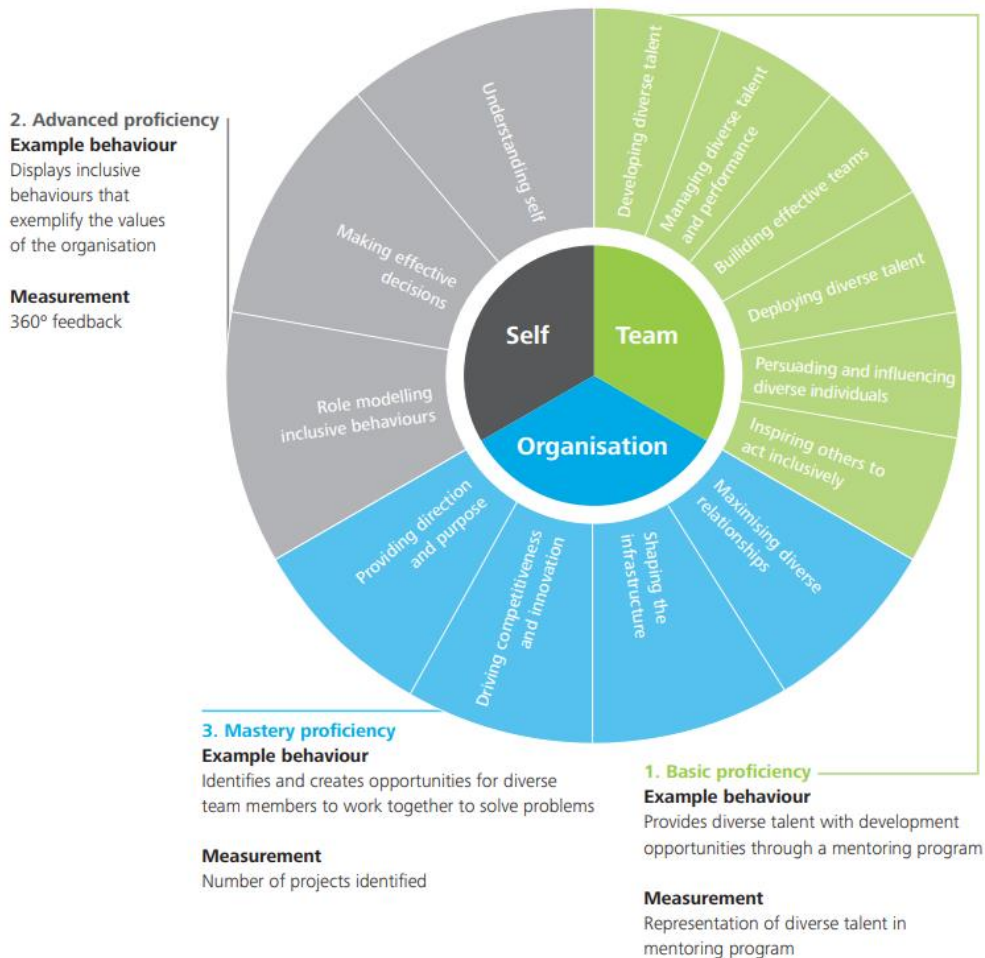 2. Advanced proficiency
Example behaviour
Displays inclusive
behaviours that
exemplify the values
of the organisation
Measurement
360º feedback
Understanding self
Making effective
decisions
Role modelling
inclusive behaviours
Developing diverse talent
Managing diverse talent
and performance
Builiding effective teams
Deploying diverse talent
Persuading and influencing
diverse individuals
Inspiring others to
act inclusively
Self
Team
Organisation
Maximising diverse
relationships
Shaping the
infrastructure
Driving competitiveness
and innovation
Providing direction
and purpose
3. Mastery proficiency
Example behaviour
Identifies and creates opportunities for diverse
team members to work together to solve problems
Measurement
Number of projects identified
1. Basic proficiency
Example behaviour
Provides diverse talent with development
opportunities through a mentoring program
Measurement
Representation of diverse talent in
mentoring program